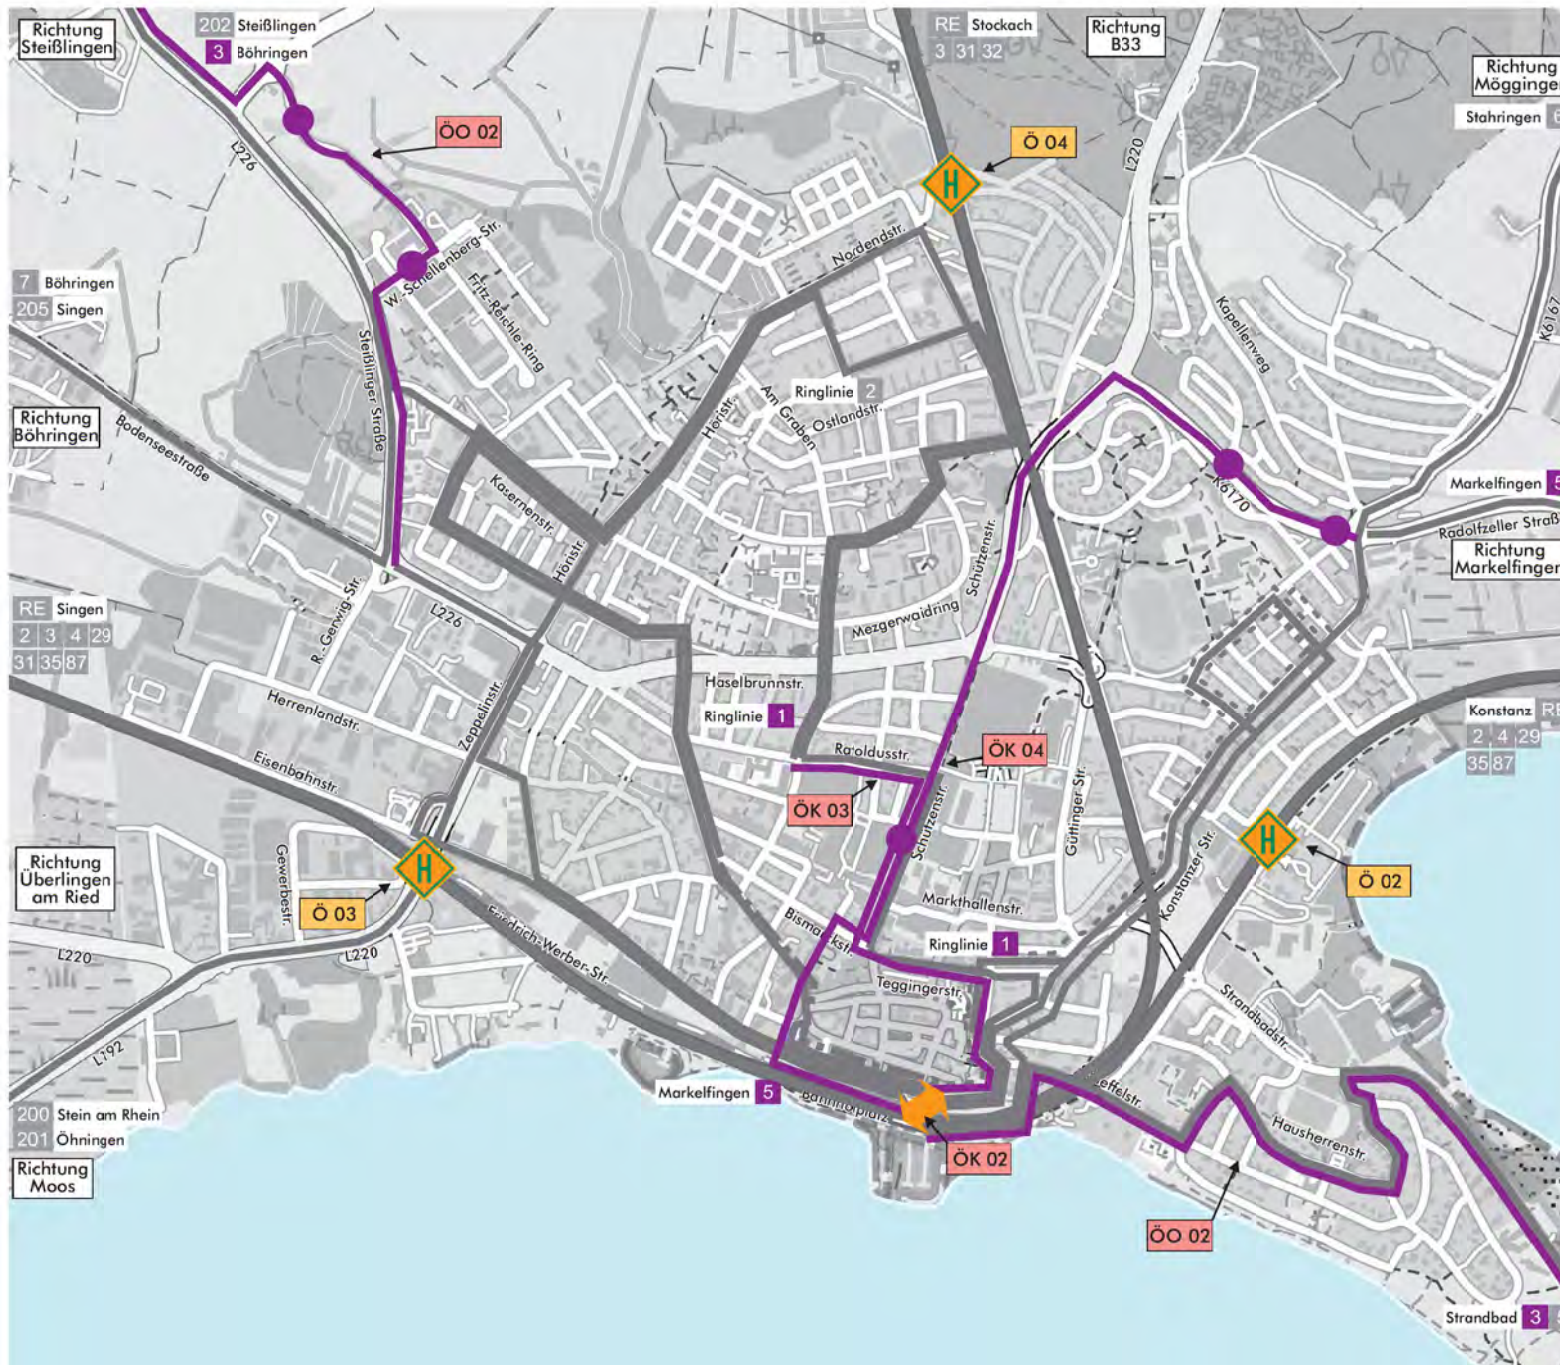 Richtung
Steißlingen
202 Steißlingen
3 Böhringen
RE Stockach
3 31 32
Richtung
B33
Richtung
Stahringen
ÖO 02
Ö 04
L226
L220
W.-Schellenberg-Str.
Fritz-Reichle-Ring
Nordendstr.
7 Böhringen
205 Singen
Kapellenweg
K6167
Steißlinger Straße
Ringlinie 2
Höristr.
Am Graben
Ostlandstr.
Richtung
Böhringen
Bodenseestraße
Kasernenstr.
K6170
Markelfingen 5
Radolfzeller
Richtung
Höristr.
Schützenstr.
Mezgerwaidring
RE Singen
2 3 4 29
31 35 87
R.-Gerwig-Str.
L226
Haselbrunnstr.
Herrenlandstr.
Zeppelinstr.
Ringlinie 1
Konstanz RE
2 4 29
35 87
Eisenbahnstr.
ÖK 04
ÖK 03
Schützenstr.
Güttinger Str.
Richtung
Überlingen
am Ried
Gewerbestr.
Ö 03
H
H
H
Ö 02
Konstanzer Str.
Markthallenstr.
L220
L220
Friedrich-Werber-Str.
Ringlinie 1
Teggingerstr.
Strandbadstr.
L192
Markelfingen 5
200 Stein am Rhein
201 Öhningen
Richtung
Moos
ÖK 02
Hausherrenstr.
ÖO 02
Strandbad 3